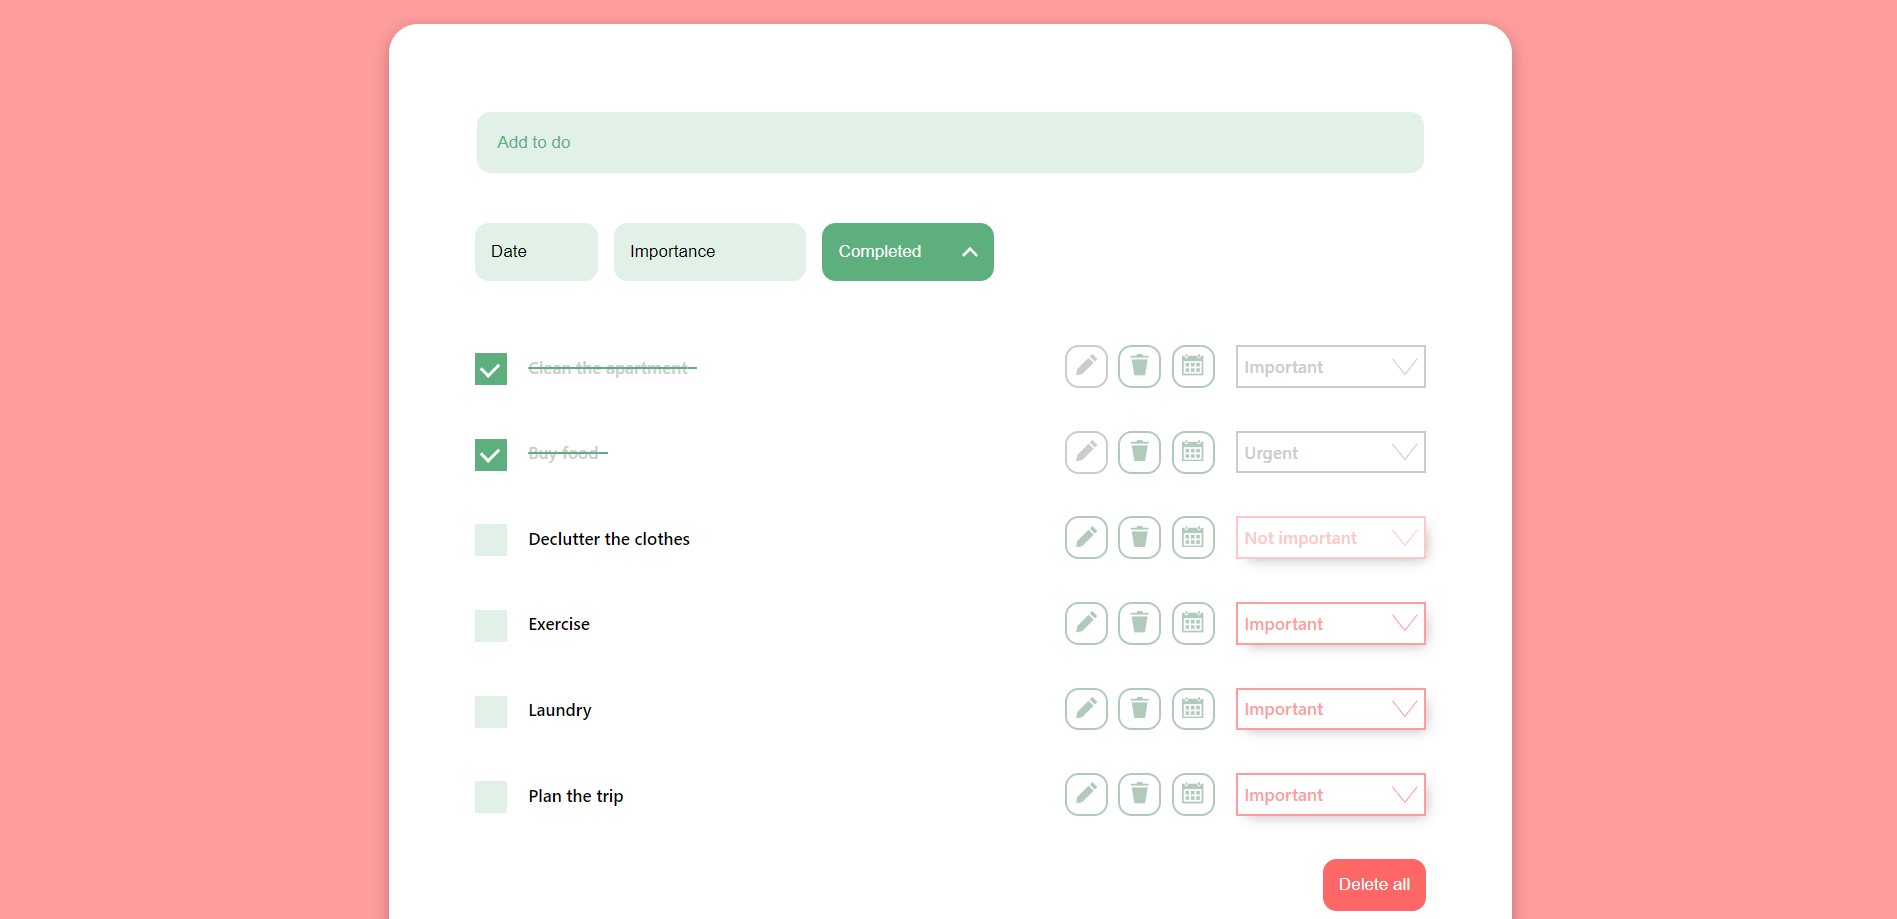 Add to do
Date Importance Completed
Clean the apartment Important
Buy food Urgent
Declutter the clothes Not important
Exercise Important
Laundry Important
Plan the trip Important
Delete all